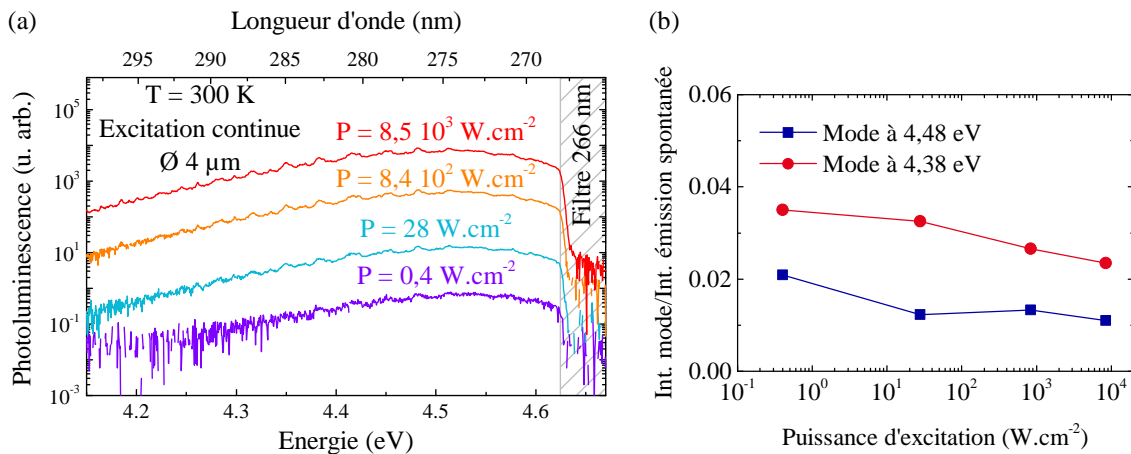 (a)
Longueur d'onde (nm)
295 290 285 280 275 270
T = 300 K
Excitation continue
Ø 4 µm
P = 8,5 10³ W.cm⁻²
P = 8,4 10² W.cm⁻²
P = 28 W.cm⁻²
P = 0,4 W.cm⁻²
Filtre 266 nm
Photoluminescence (u. arb.)
10⁵
10³
10¹
10⁻¹
10⁻³
4.2 4.3 4.4 4.5 4.6
Energie (eV)
(b)
Int. mode/Int. émission spontanée
0.06
0.04
0.02
0.00
Mode à 4,48 eV
Mode à 4,38 eV
10⁻¹ 10⁰ 10¹ 10² 10³ 10⁴
Puissance d'excitation (W.cm⁻²)